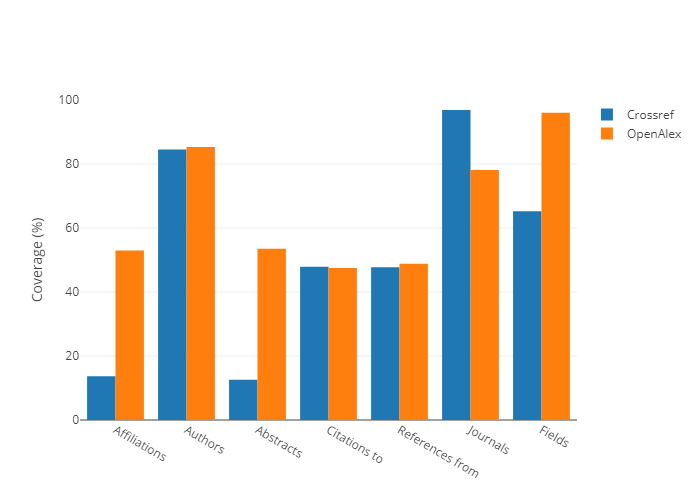 100
80
60
40
20
0
Coverage (%)
Affiliations
Authors
Abstracts
Citations to
References from
Journals
Fields
Crossref
OpenAlex